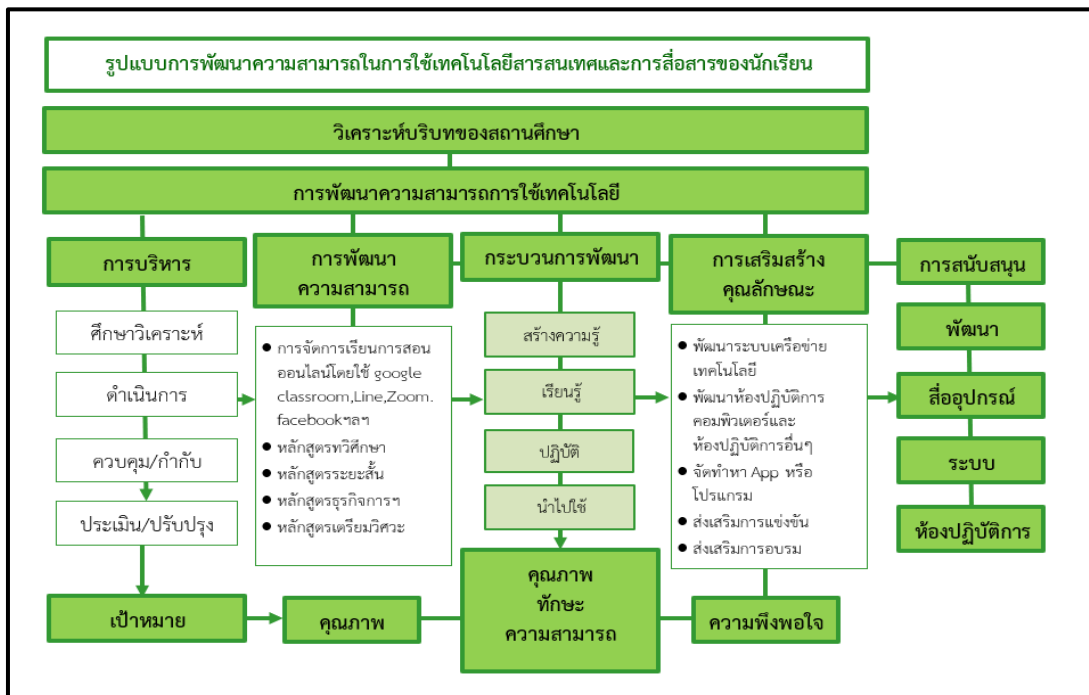 รูปแบบการพัฒนาความสามารถในการใช้เทคโนโลยีสารสนเทศและการสื่อสารของนักเรียน
วิเคราะห์บริบทของสถานศึกษา
การพัฒนาความสามารถการใช้เทคโนโลยี
การบริหาร
ศึกษาวิเคราะห์
ดำเนินการ
ควบคุม/กำกับ
ประเมิน/ปรับปรุง
เป้าหมาย
การพัฒนา
ความสามารถ
● การจัดการเรียนการสอน
ออนไลน์โดยใช้ google
classroom,Line,Zoom.
facebookฯลฯ
● หลักสูตรทวิศึกษา
● หลักสูตรระยะสั้น
● หลักสูตรธุรกิจการฯ
● หลักสูตรเตรียมวิศวะ
คุณภาพ
กระบวนการพัฒนา
สร้างความรู้
เรียนรู้
ปฏิบัติ
นำไปใช้
คุณภาพ
ทักษะ
ความสามารถ
การเสริมสร้าง
คุณลักษณะ
● พัฒนาระบบเครือข่าย
เทคโนโลยี
● พัฒนาห้องปฏิบัติการ
คอมพิวเตอร์และ
ห้องปฏิบัติการอื่นๆ
● จัดทำหา App หรือ
โปรแกรม
● ส่งเสริมการแข่งขัน
● ส่งเสริมการอบรม
ความพึงพอใจ
การสนับสนุน
พัฒนา
สื่ออุปกรณ์
ระบบ
ห้องปฏิบัติการ